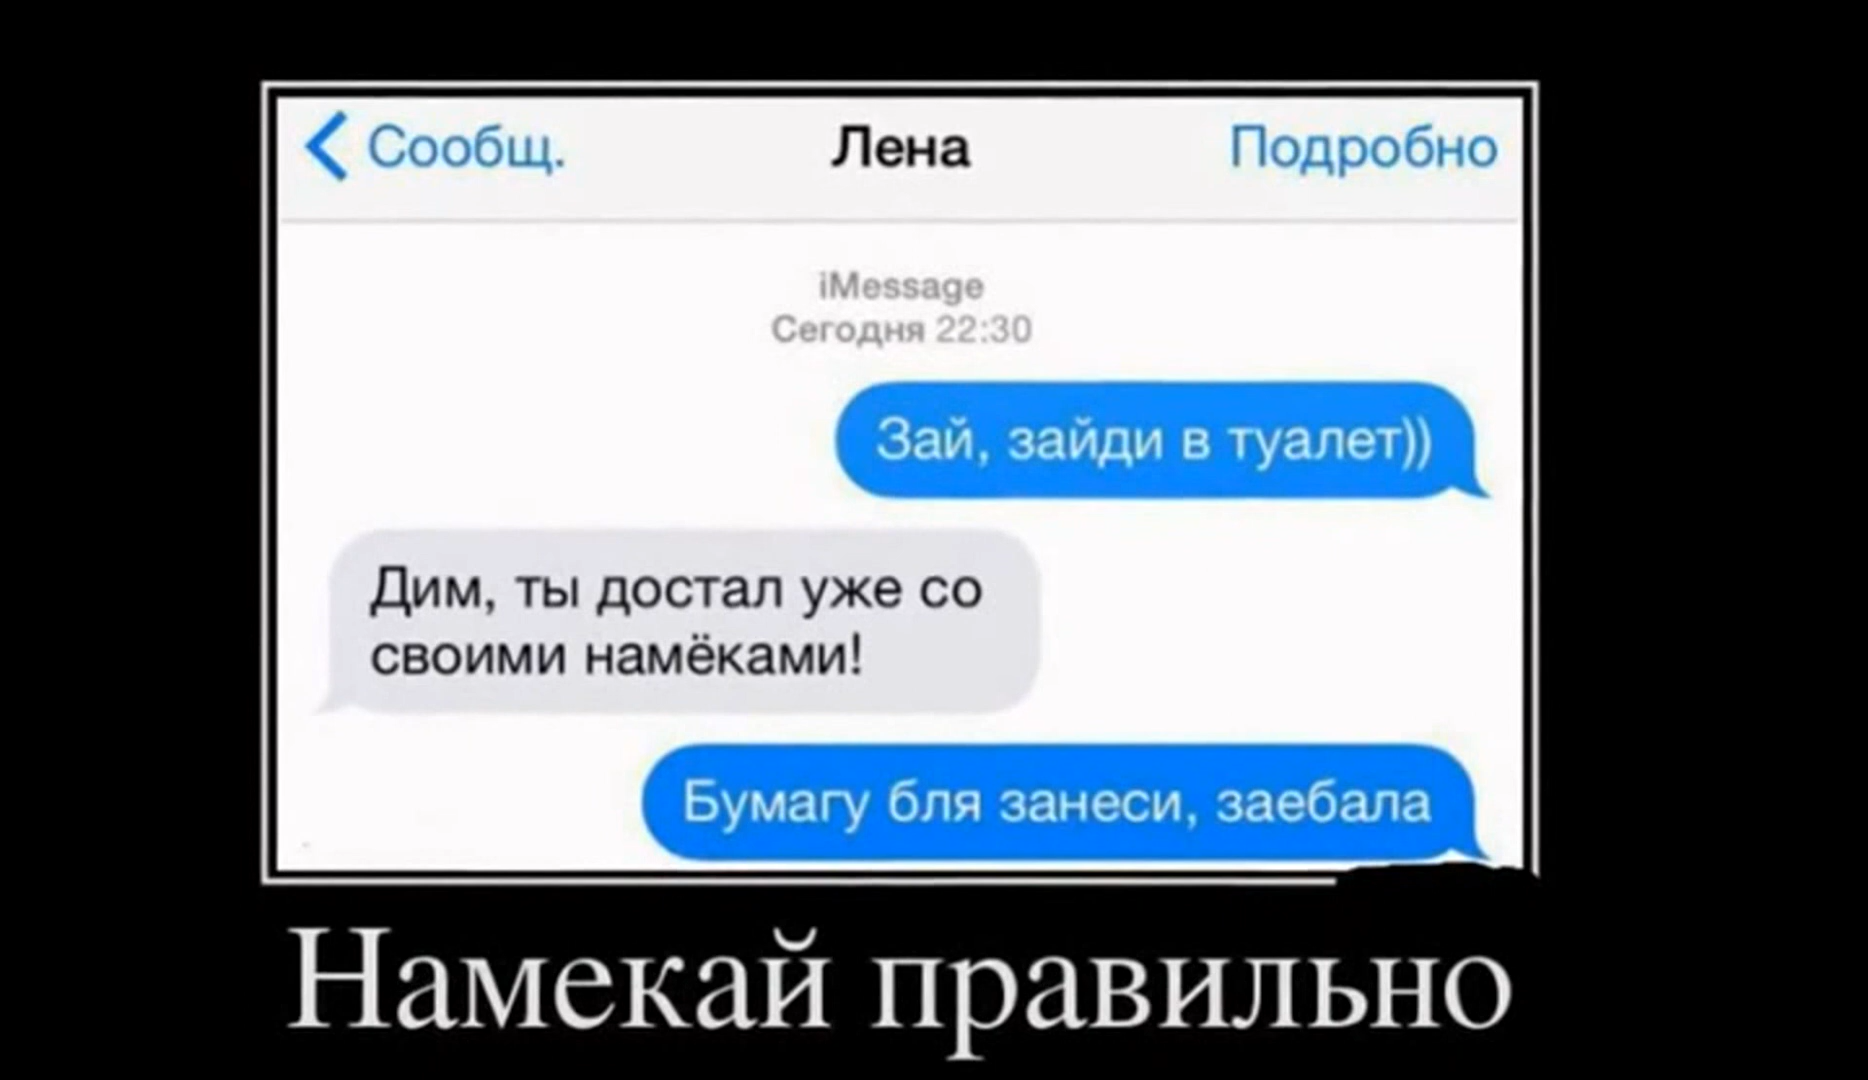 Сообщ. Лена Подробно
iMessage
Сегодня 22:30
Зай, зайди в туалет))
Дим, ты достал уже со
своими намёками!
Бумагу бля занеси, заебала
Намекай правильно